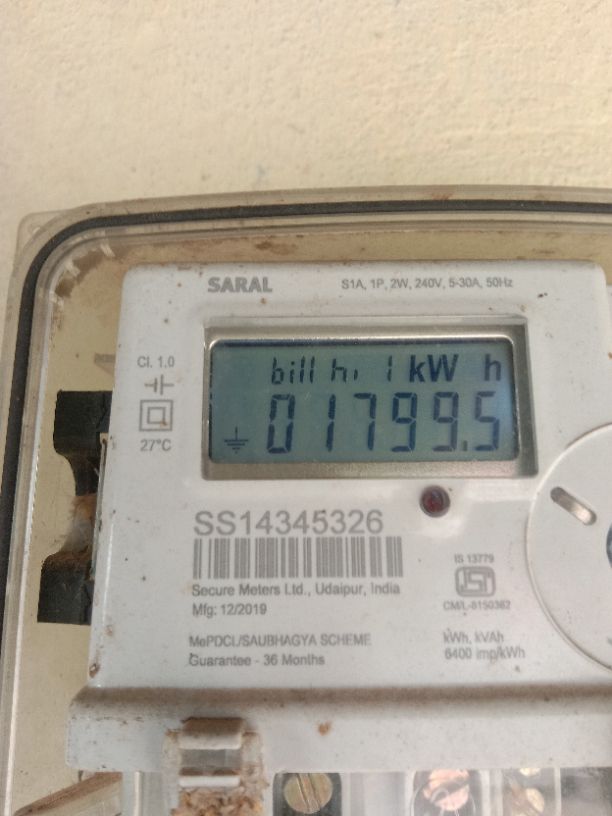 SARAL
S1A, 1P, 2W, 240V, 5-30A, 50Hz
Cl. 1.0
bill hi 1 kW h
01799.5
27°C
SS14345326
Secure Meters Ltd., Udaipur, India
Mfg: 12/2019
IS 13779
CM/L-8150362
MePDCL/SAUBHAGYA SCHEME
Guarantee - 36 Months
kWh, kVAh
6400 imp/kWh